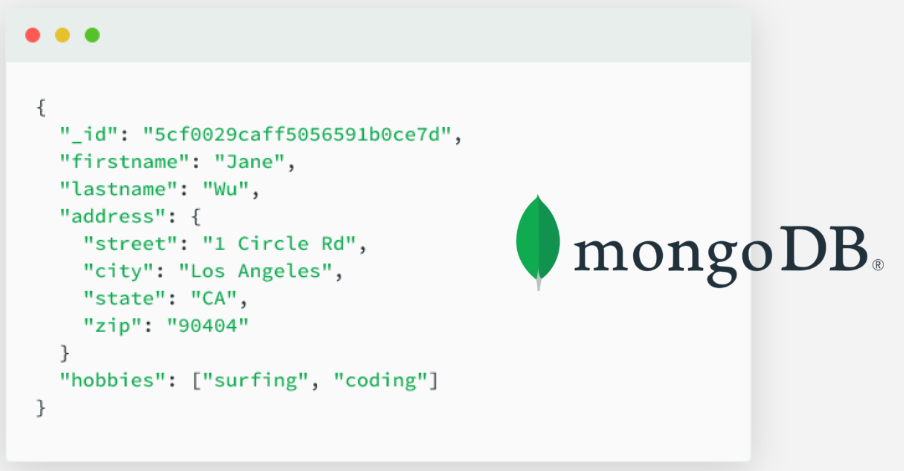 {
  "_id": "5cf0029caff5056591b0ce7d",
  "firstname": "Jane",
  "lastname": "Wu",
  "address": {
    "street": "1 Circle Rd",
    "city": "Los Angeles",
    "state": "CA",
    "zip": "90404"
  }
  "hobbies": ["surfing", "coding"]
}
mongoDB®